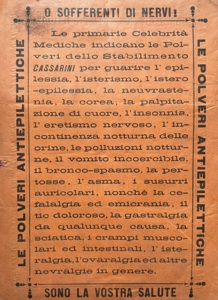 O SOFFERENTI DI NERVI!
LE POLVERI ANTIEPILETTICHE
Le primarie Celebrità
Mediche indicano le Pol-
veri dello Stabilimento
CASSARINI per guarire l'epi-
lessia, l'isterismo, l'istero
-epilessia, la neuraste-
nia, la corea, la palpita-
zione di cuore, l'insonnia,
l'eretismo nervoso, l'in-
continenza notturna delle
orine, le polluzioni nottur-
ne, il vomito incoercibile,
il bronco-spasmo, la per-
tosse, l'asma, i susurri
auricolari, nonchè la ce-
falalgia ed emicrania, il
tic doloroso, la gastralgia
da qualunque causa, la
sciatica, i crampi musco-
lari ed intestinali, l'iste-
ralgia, l'ovaralgia ed altre
nevralgie in genere.
LE POLVERI ANTIEPILETTICHE
SONO LA VOSTRA SALUTE